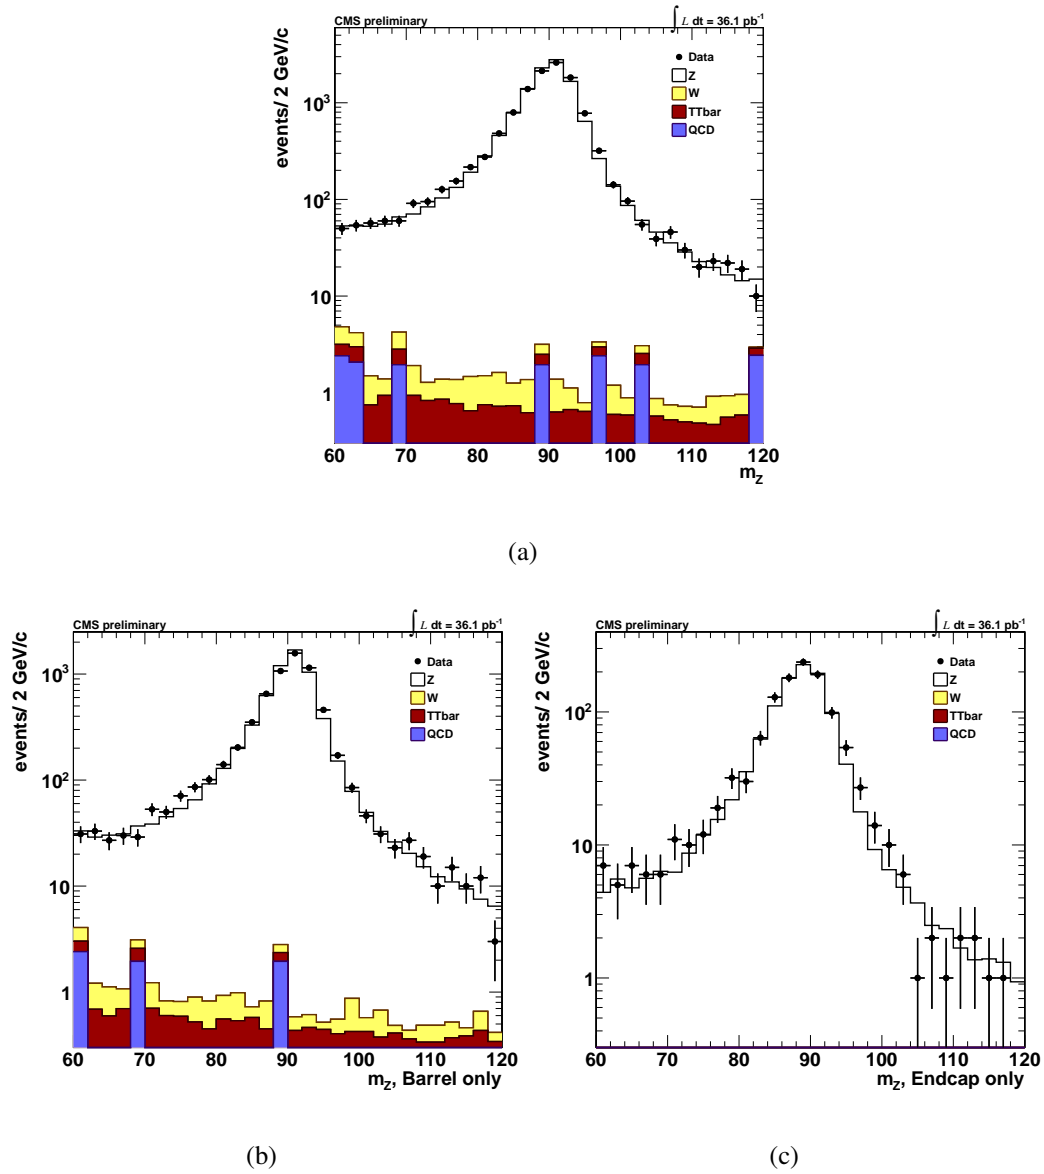 CMS preliminary
∫ L dt = 36.1 pb⁻¹
events/ 2 GeV/c
Data
Z
W
TTbar
QCD
10³
10²
10
1
60 70 80 90 100 110 120
m_Z
(a)
CMS preliminary
∫ L dt = 36.1 pb⁻¹
events/ 2 GeV/c
Data
Z
W
TTbar
QCD
10³
10²
10
1
60 70 80 90 100 110 120
m_Z, Barrel only
(b)
CMS preliminary
∫ L dt = 36.1 pb⁻¹
events/ 2 GeV/c
Data
Z
W
TTbar
QCD
10²
10
1
60 70 80 90 100 110 120
m_Z, Endcap only
(c)